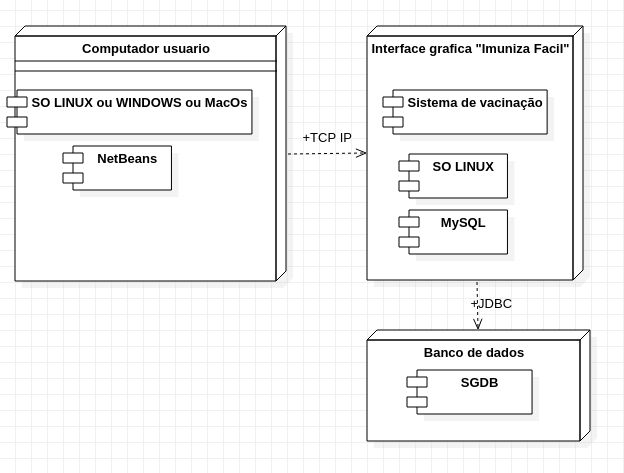 Computador usuario
SO LINUX ou WINDOWS ou MacOs
NetBeans
+TCP IP
Interface grafica "Imuniza Facil"
Sistema de vacinação
SO LINUX
MySQL
+JDBC
Banco de dados
SGDB